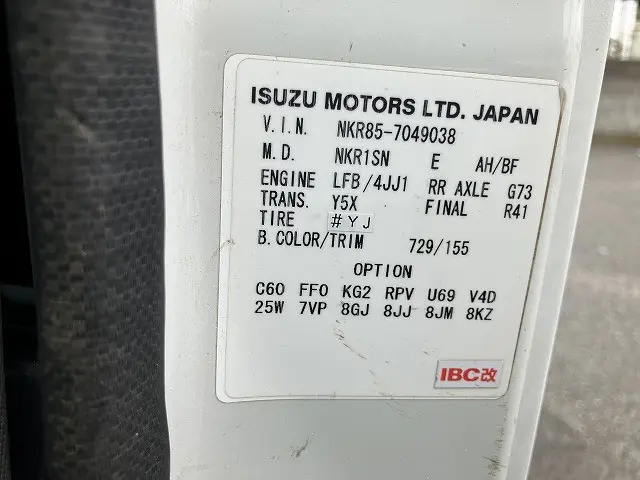 ISUZU MOTORS LTD. JAPAN
V.I.N. NKR85-7049038
M.D. NKR1SN E AH/BF
ENGINE LFB/4JJ1 RR AXLE G73
TRANS. Y5X FINAL R41
TIRE #YJ
B.COLOR/TRIM 729/155
OPTION
C60 FF0 KG2 RPV U69 V4D
25W 7VP 8GJ 8JJ 8JM 8KZ
IBC改